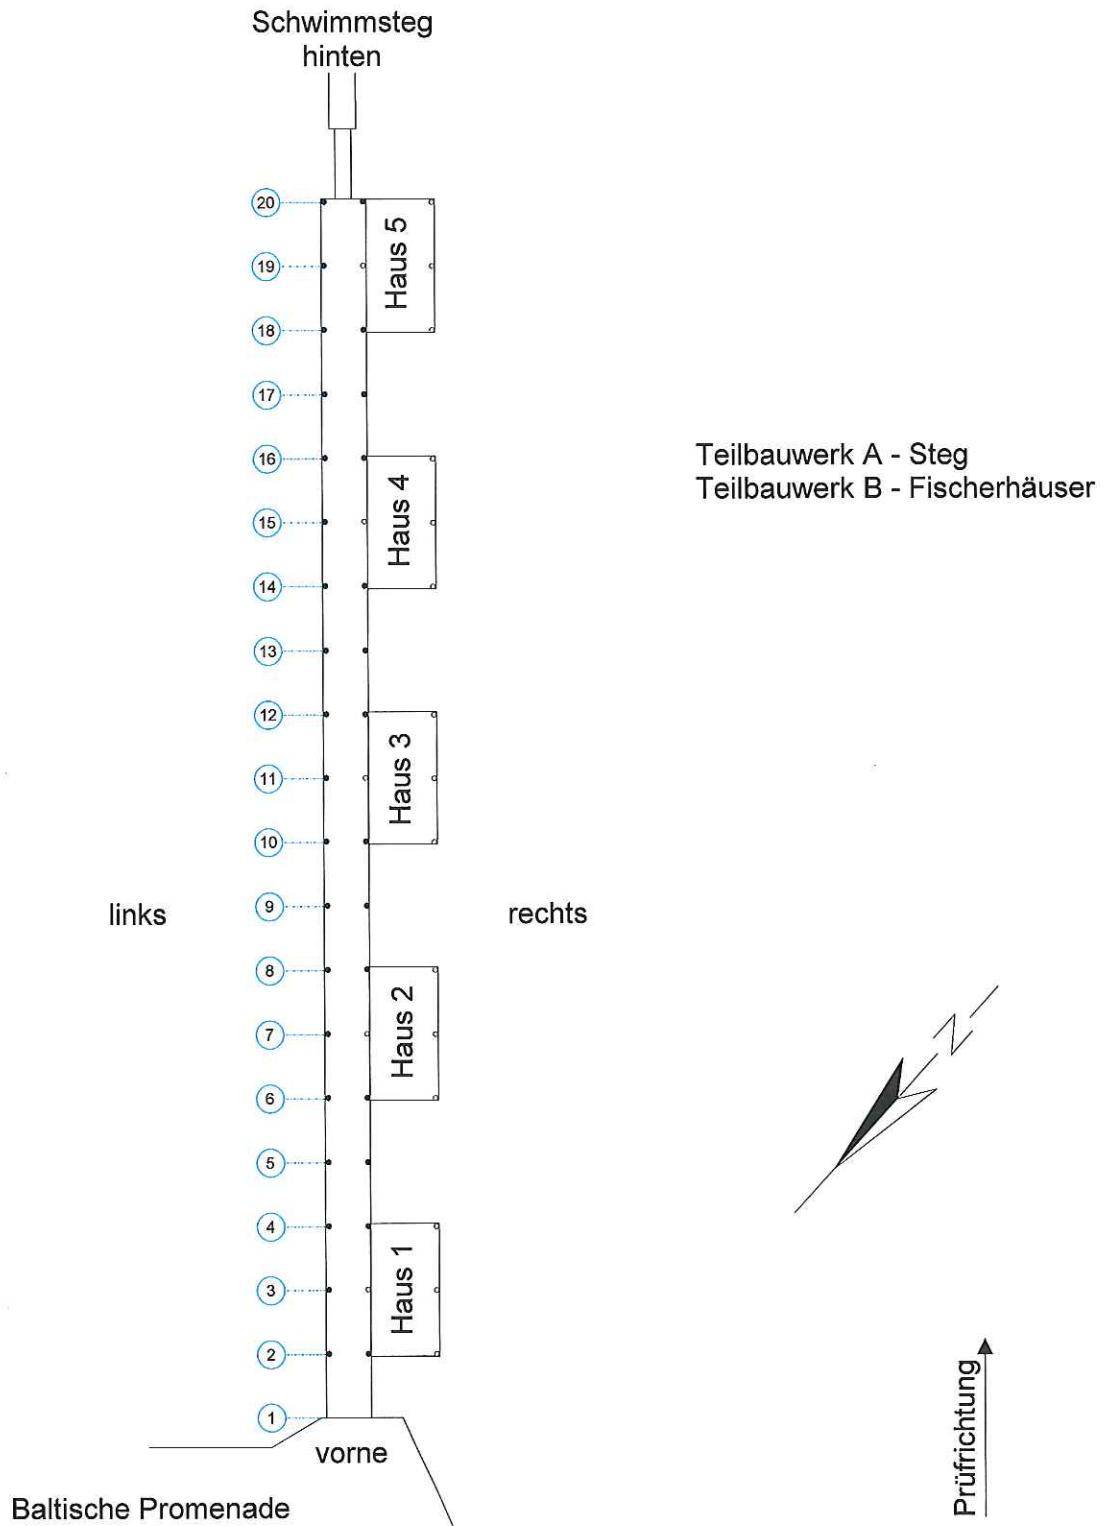 Schwimmsteg
hinten
20
Haus 5
19
18
17
Teilbauwerk A - Steg
Teilbauwerk B - Fischerhäuser
16
Haus 4
15
14
13
12
Haus 3
11
10
links
9
rechts
8
Haus 2
7
N
6
5
4
Haus 1
3
2
Prüfrichtung
1
vorne
Baltische Promenade